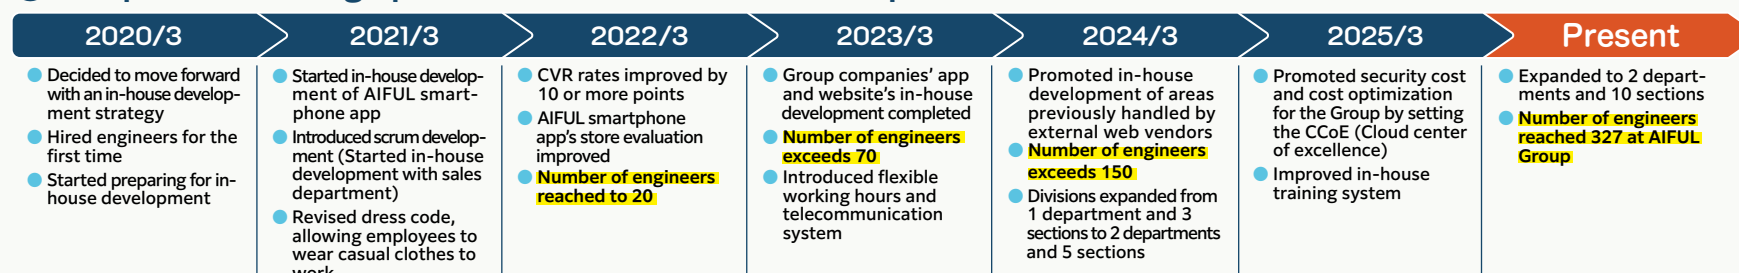 2020/3
Decided to move forward
with an in-house develop-
ment strategy
Hired engineers for the
first time
Started preparing for in-
house development
2021/3
Started in-house develop-
ment of AIFUL smart-
phone app
Introduced scrum develop-
ment (Started in-house
development with sales
department)
Revised dress code,
allowing employees to
wear casual clothes to
2022/3
CVR rates improved by
10 or more points
AIFUL smartphone
app's store evaluation
improved
Number of engineers
reached to 20
2023/3
Group companies' app
and website's in-house
development completed
Number of engineers
exceeds 70
Introduced flexible
working hours and
telecommunication
system
2024/3
Promoted in-house
development of areas
previously handled by
external web vendors
Number of engineers
exceeds 150
Divisions expanded from
1 department and 3
sections to 2 departments
and 5 sections
2025/3
Promoted security cost
and cost optimization
for the Group by setting
the CCoE (Cloud center
of excellence)
Improved in-house
training system
Present
Expanded to 2 depart-
ments and 10 sections
Number of engineers
reached 327 at AIFUL
Group